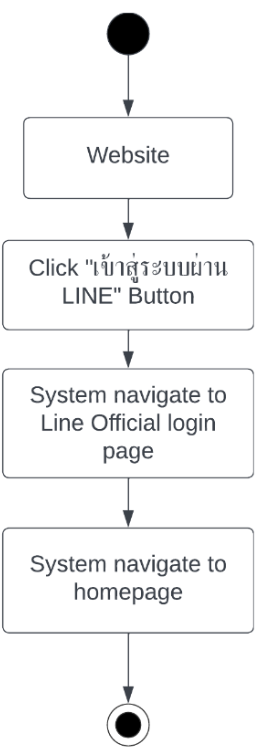 Website
Click "เข้าสู่ระบบผ่าน
LINE" Button
System navigate to
Line Official login
page
System navigate to
homepage